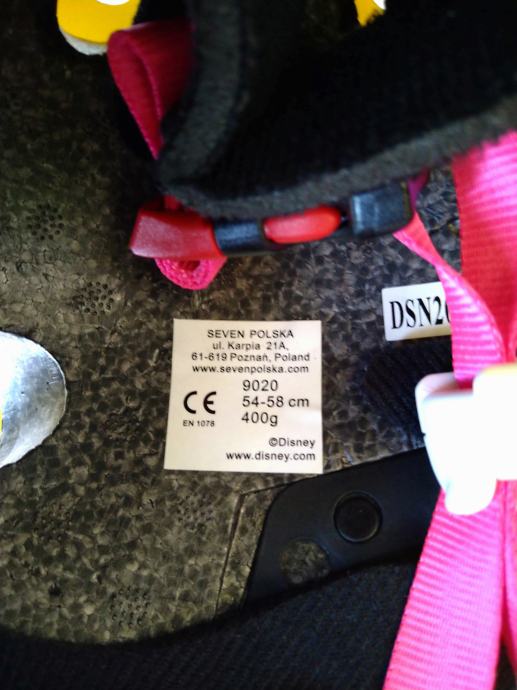 DSN20
SEVEN POLSKA
ul. Karpia 21A,
61-619 Poznań, Poland
www.sevenpolska.com
9020
CE
54-58 cm
EN 1078
400g
©Disney
www.disney.com